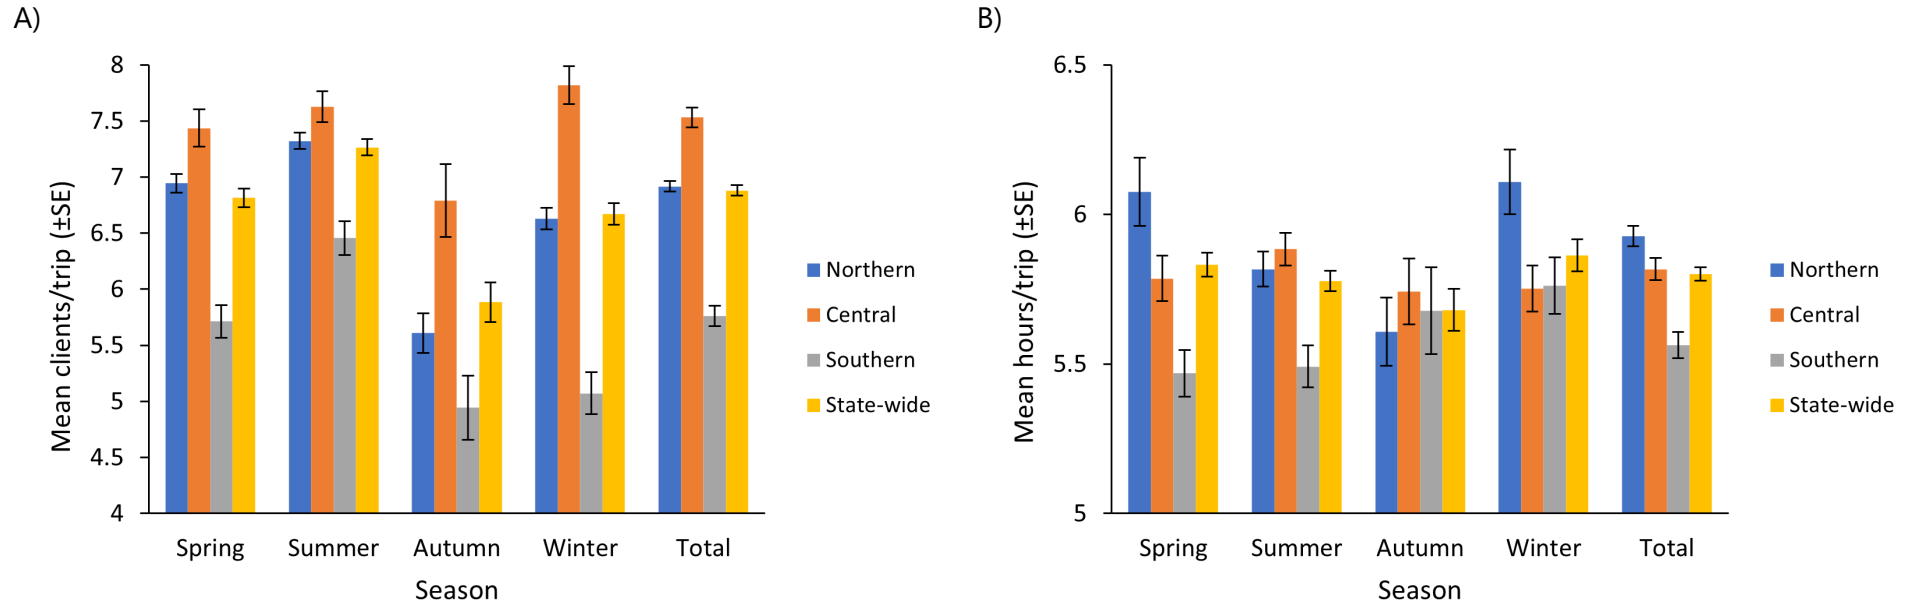 A)
8
7.5
7
6.5
6
5.5
5
4.5
4
Mean clients/trip (±SE)
Spring Summer Autumn Winter Total
Season
Northern
Central
Southern
State-wide
B)
6.5
6
5.5
5
Mean hours/trip (±SE)
Spring Summer Autumn Winter Total
Season
Northern
Central
Southern
State-wide